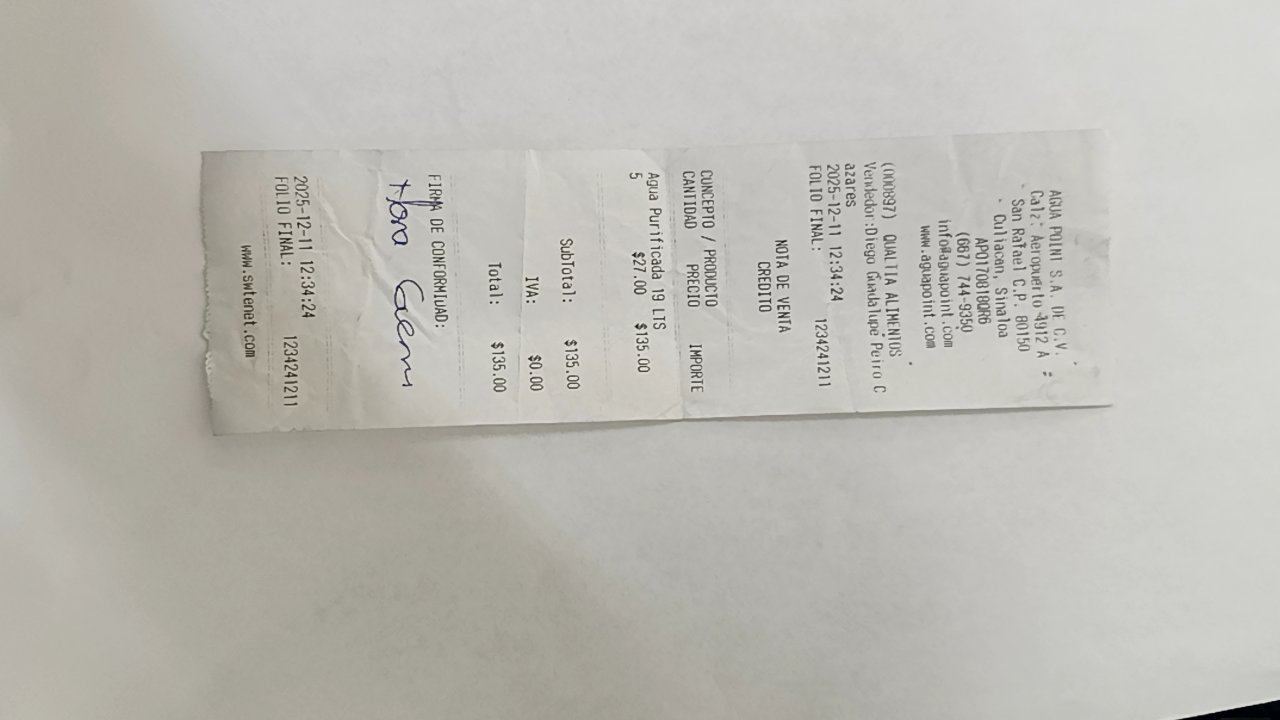 AGUA POINT S.A. DE C.V.
Calz. Aeropuerto 4912 A
San Rafael C.P. 80150
Culiacan, Sinaloa
APO170818QR6
(667) 744-9350
info@aguapoint.com
www.aguapoint.com
(000897) QUALTIA ALIMENTOS
Vendedor:Diego Guadalupe Peiro C
azares
2025-12-11 12:34:24
FOLIO FINAL: 1234241211
NOTA DE VENTA
CREDITO
CONCEPTO / PRODUCTO
CANTIDAD PRECIO IMPORTE
Agua Purificada 19 LTS
5 $27.00 $135.00
SubTotal: $135.00
IVA: $0.00
Total: $135.00
FIRMA DE CONFORMIDAD:
2025-12-11 12:34:24
FOLIO FINAL: 1234241211
www.swtenet.com